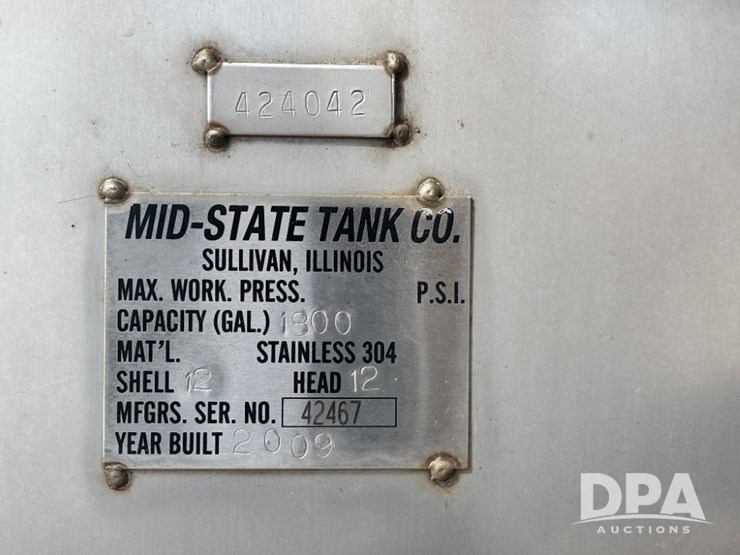 424042
MID-STATE TANK CO.
SULLIVAN, ILLINOIS
MAX. WORK. PRESS. P.S.I.
CAPACITY (GAL.) 1800
MAT'L. STAINLESS 304
SHELL 12 HEAD 12
MFGRS. SER. NO. 42467
YEAR BUILT 2009
DPA
AUCTIONS